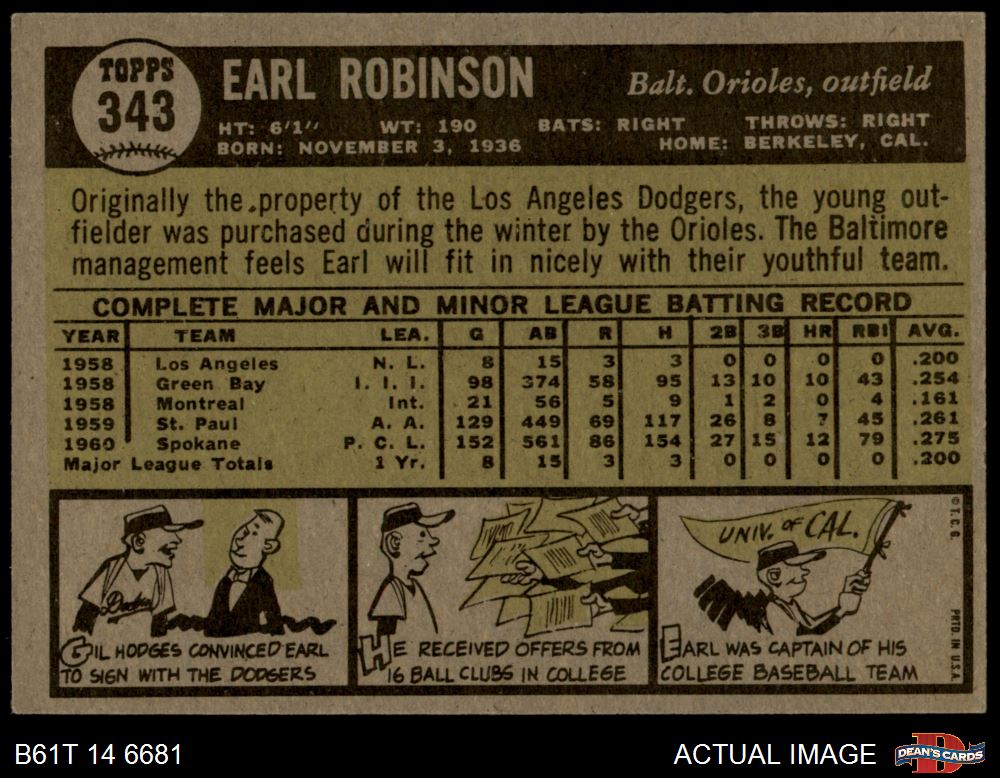 TOPPS
343
EARL ROBINSON
Balt. Orioles, outfield
HT: 6'1" WT: 190 BATS: RIGHT THROWS: RIGHT
BORN: NOVEMBER 3, 1936 HOME: BERKELEY, CAL.
Originally the property of the Los Angeles Dodgers, the young out-
fielder was purchased during the winter by the Orioles. The Baltimore
management feels Earl will fit in nicely with their youthful team.
COMPLETE MAJOR AND MINOR LEAGUE BATTING RECORD
YEAR TEAM LEA. G AB R H 2B 3B HR RBI AVG.
1958 Los Angeles N. L. 8 15 3 3 0 0 0 0 .200
1958 Green Bay I. I. I. 98 374 58 95 13 10 10 43 .254
1958 Montreal Int. 21 56 5 9 1 2 0 4 .161
1959 St. Paul A. A. 129 449 69 117 26 8 7 45 .261
1960 Spokane P. C. L. 152 561 86 154 27 15 12 79 .275
Major League Totals 1 Yr. 8 15 3 3 0 0 0 0 .200
Dodgers
GIL HODGES CONVINCED EARL
TO SIGN WITH THE DODGERS
HE RECEIVED OFFERS FROM
16 BALL CLUBS IN COLLEGE
UNIV. OF CAL.
EARL WAS CAPTAIN OF HIS
COLLEGE BASEBALL TEAM
© T. C. G.
PRTD. IN U.S.A.
B61T 14 6681
ACTUAL IMAGE
D
DEAN'S CARDS